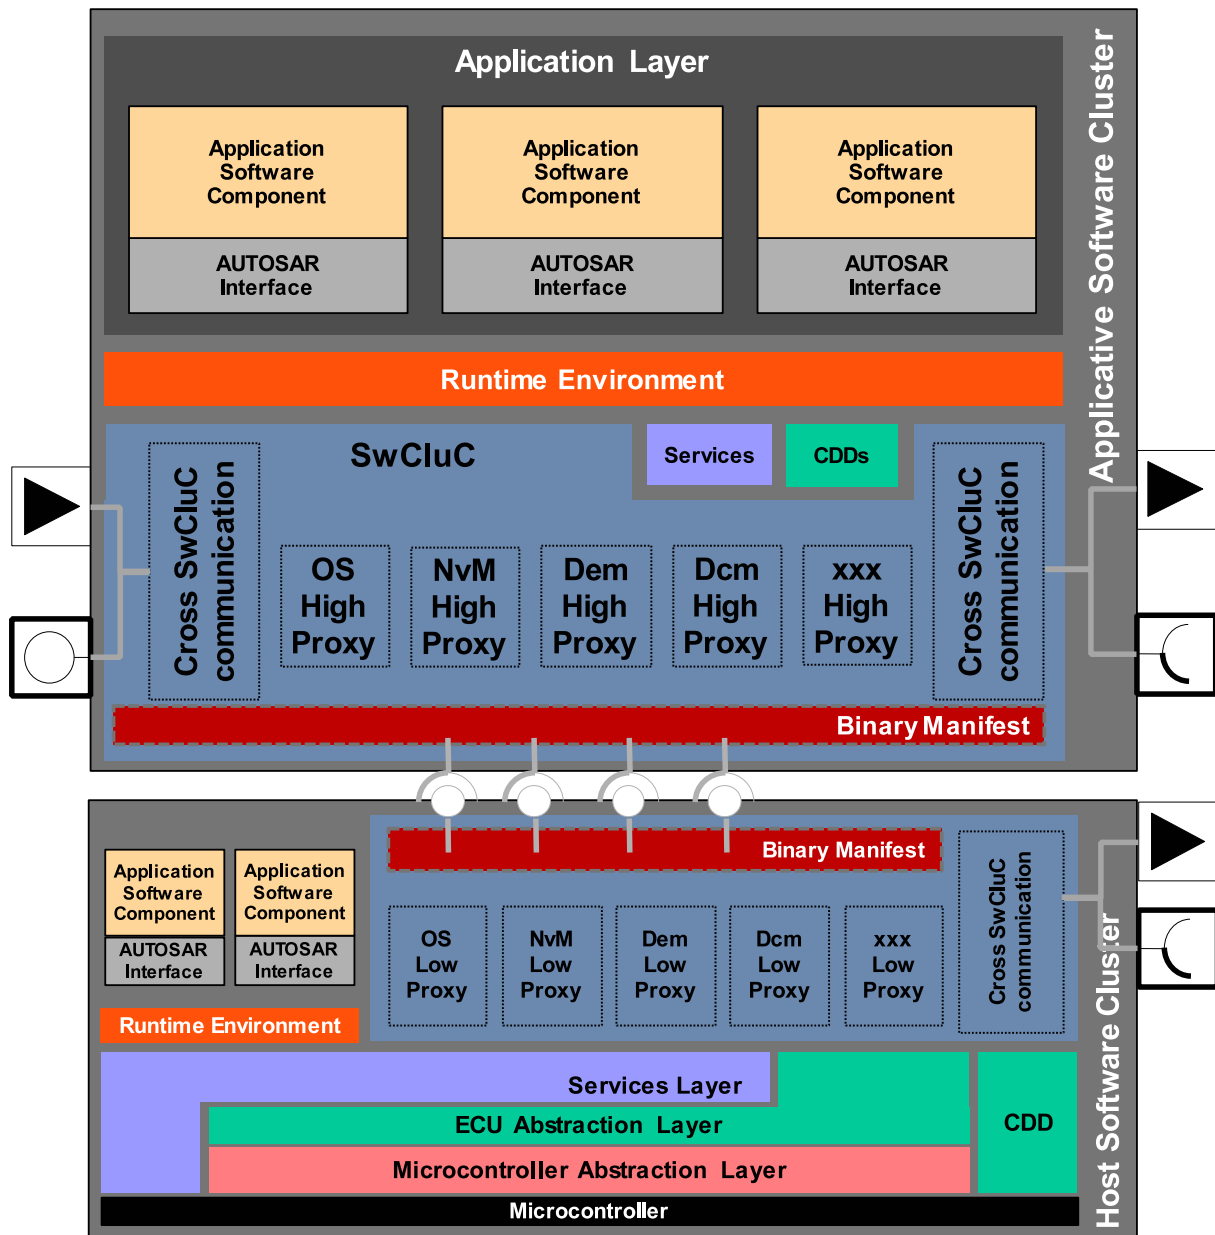 Application Layer
Applicative Software Cluster
Application
Software
Component
AUTOSAR
Interface
Application
Software
Component
AUTOSAR
Interface
Application
Software
Component
AUTOSAR
Interface
Runtime Environment
SwCluC
Services
CDDs
Cross SwCluC
communication
OS
High
Proxy
NvM
High
Proxy
Dem
High
Proxy
Dcm
High
Proxy
xxx
High
Proxy
Cross SwCluC
communication
Binary Manifest
Host Software Cluster
Application
Software
Component
AUTOSAR
Interface
Application
Software
Component
AUTOSAR
Interface
Runtime Environment
Binary Manifest
OS
Low
Proxy
NvM
Low
Proxy
Dem
Low
Proxy
Dcm
Low
Proxy
xxx
Low
Proxy
Cross SwCluC
communication
Services Layer
ECU Abstraction Layer
CDD
Microcontroller Abstraction Layer
Microcontroller